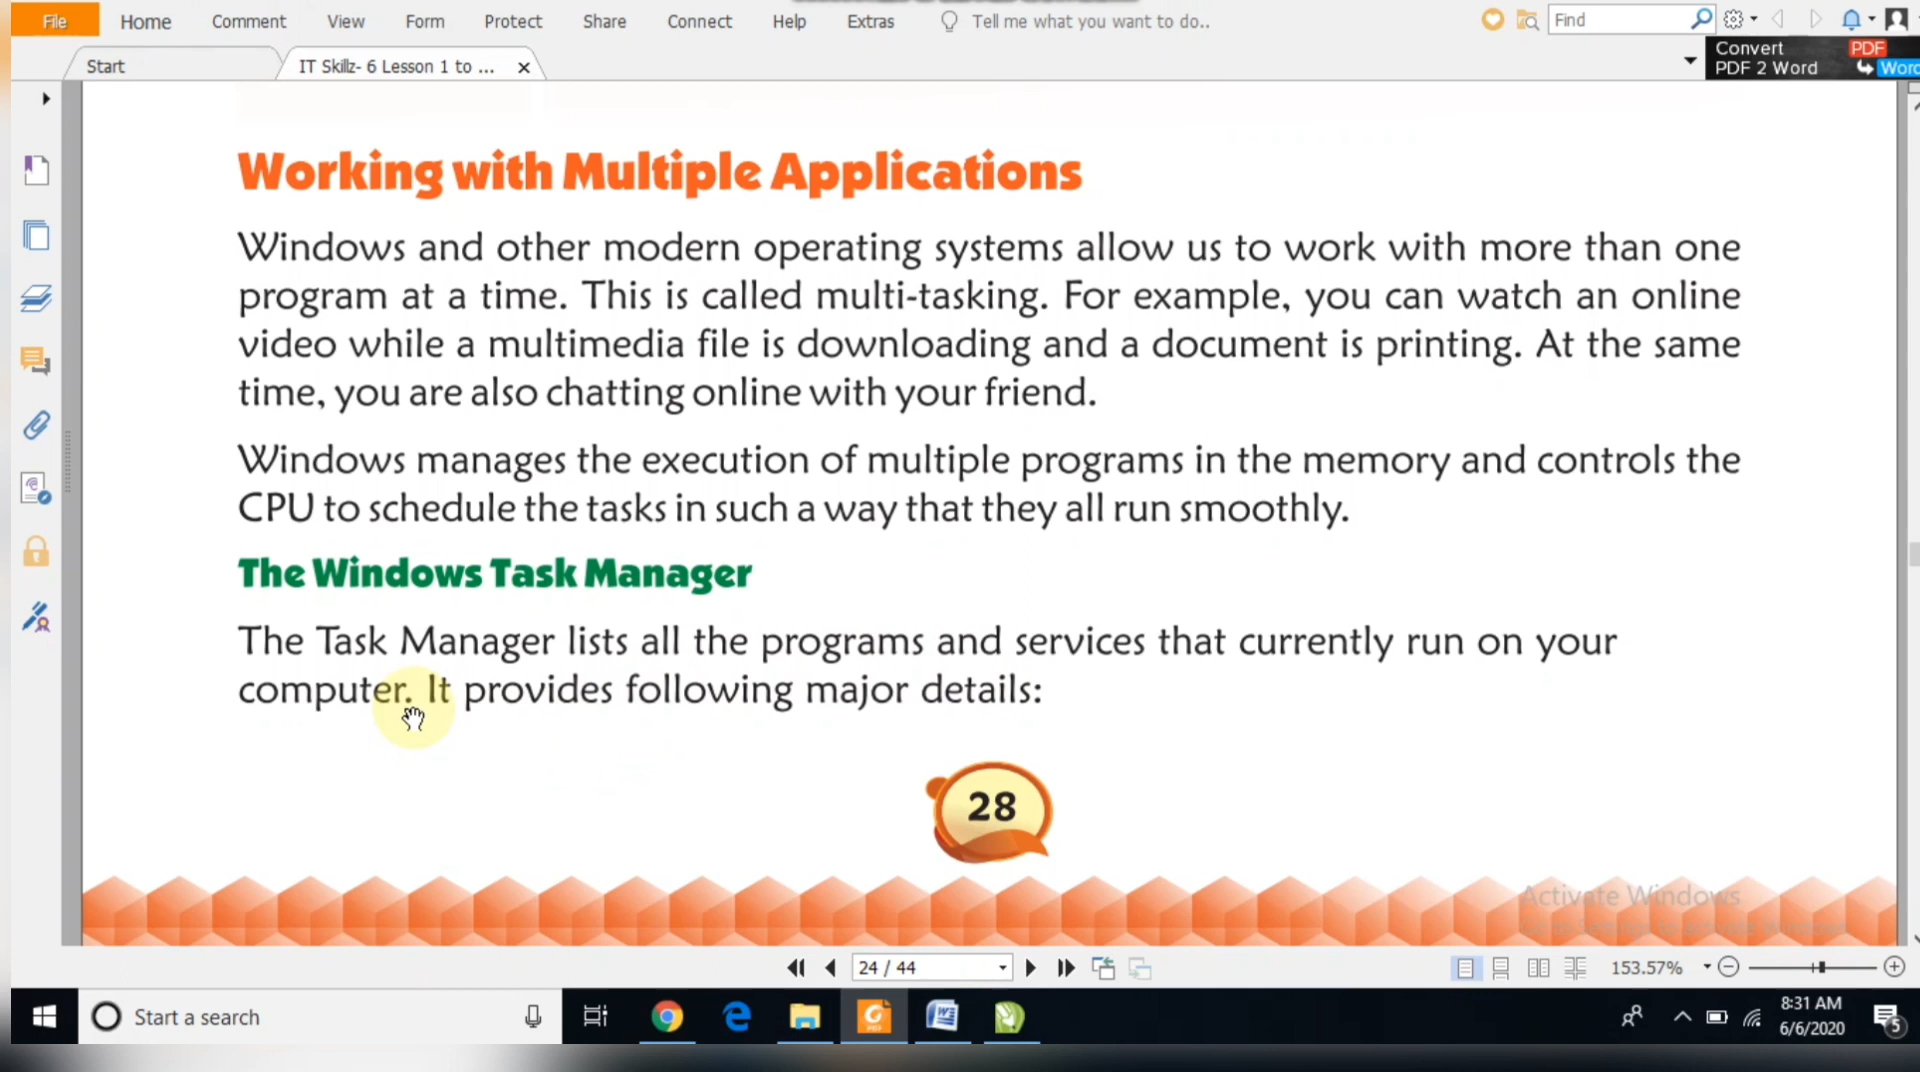 File Home Comment View Form Protect Share Connect Help Extras Tell me what you want to do.. Find
Start IT Skillz- 6 Lesson 1 to ... Convert PDF
PDF 2 Word Word
Working with Multiple Applications
Windows and other modern operating systems allow us to work with more than one
program at a time. This is called multi-tasking. For example, you can watch an online
video while a multimedia file is downloading and a document is printing. At the same
time, you are also chatting online with your friend.
Windows manages the execution of multiple programs in the memory and controls the
CPU to schedule the tasks in such a way that they all run smoothly.
The Windows Task Manager
The Task Manager lists all the programs and services that currently run on your
computer. It provides following major details:
28
Activate Windows
24 / 44 153.57%
Start a search 8:31 AM
6/6/2020 5